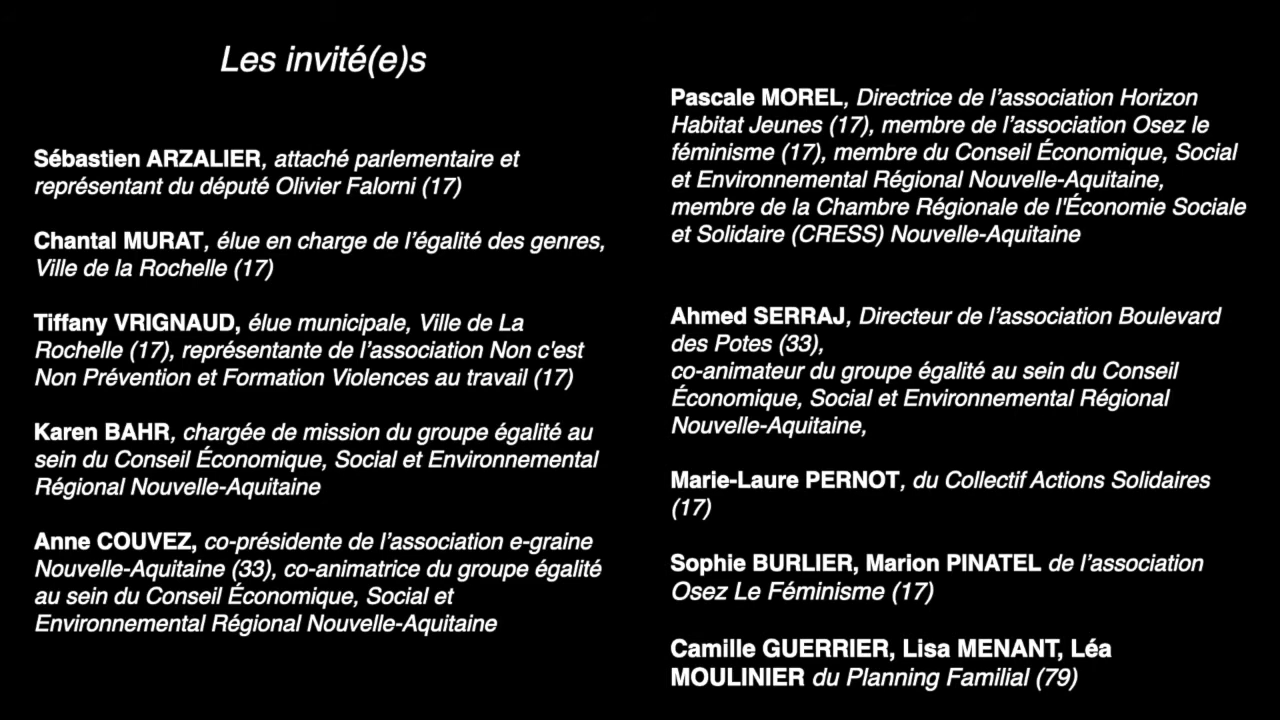 Les invité(e)s
Sébastien ARZALIER, attaché parlementaire et
représentant du député Olivier Falorni (17)
Chantal MURAT, élue en charge de l’égalité des genres,
Ville de la Rochelle (17)
Tiffany VRIGNAUD, élue municipale, Ville de La
Rochelle (17), représentante de l’association Non c'est
Non Prévention et Formation Violences au travail (17)
Karen BAHR, chargée de mission du groupe égalité au
sein du Conseil Économique, Social et Environnemental
Régional Nouvelle-Aquitaine
Anne COUVEZ, co-présidente de l’association e-graine
Nouvelle-Aquitaine (33), co-animatrice du groupe égalité
au sein du Conseil Économique, Social et
Environnemental Régional Nouvelle-Aquitaine
Pascale MOREL, Directrice de l’association Horizon
Habitat Jeunes (17), membre de l’association Osez le
féminisme (17), membre du Conseil Économique, Social
et Environnemental Régional Nouvelle-Aquitaine,
membre de la Chambre Régionale de l'Économie Sociale
et Solidaire (CRESS) Nouvelle-Aquitaine
Ahmed SERRAJ, Directeur de l’association Boulevard
des Potes (33),
co-animateur du groupe égalité au sein du Conseil
Économique, Social et Environnemental Régional
Nouvelle-Aquitaine,
Marie-Laure PERNOT, du Collectif Actions Solidaires
(17)
Sophie BURLIER, Marion PINATEL de l’association
Osez Le Féminisme (17)
Camille GUERRIER, Lisa MENANT, Léa
MOULINIER du Planning Familial (79)